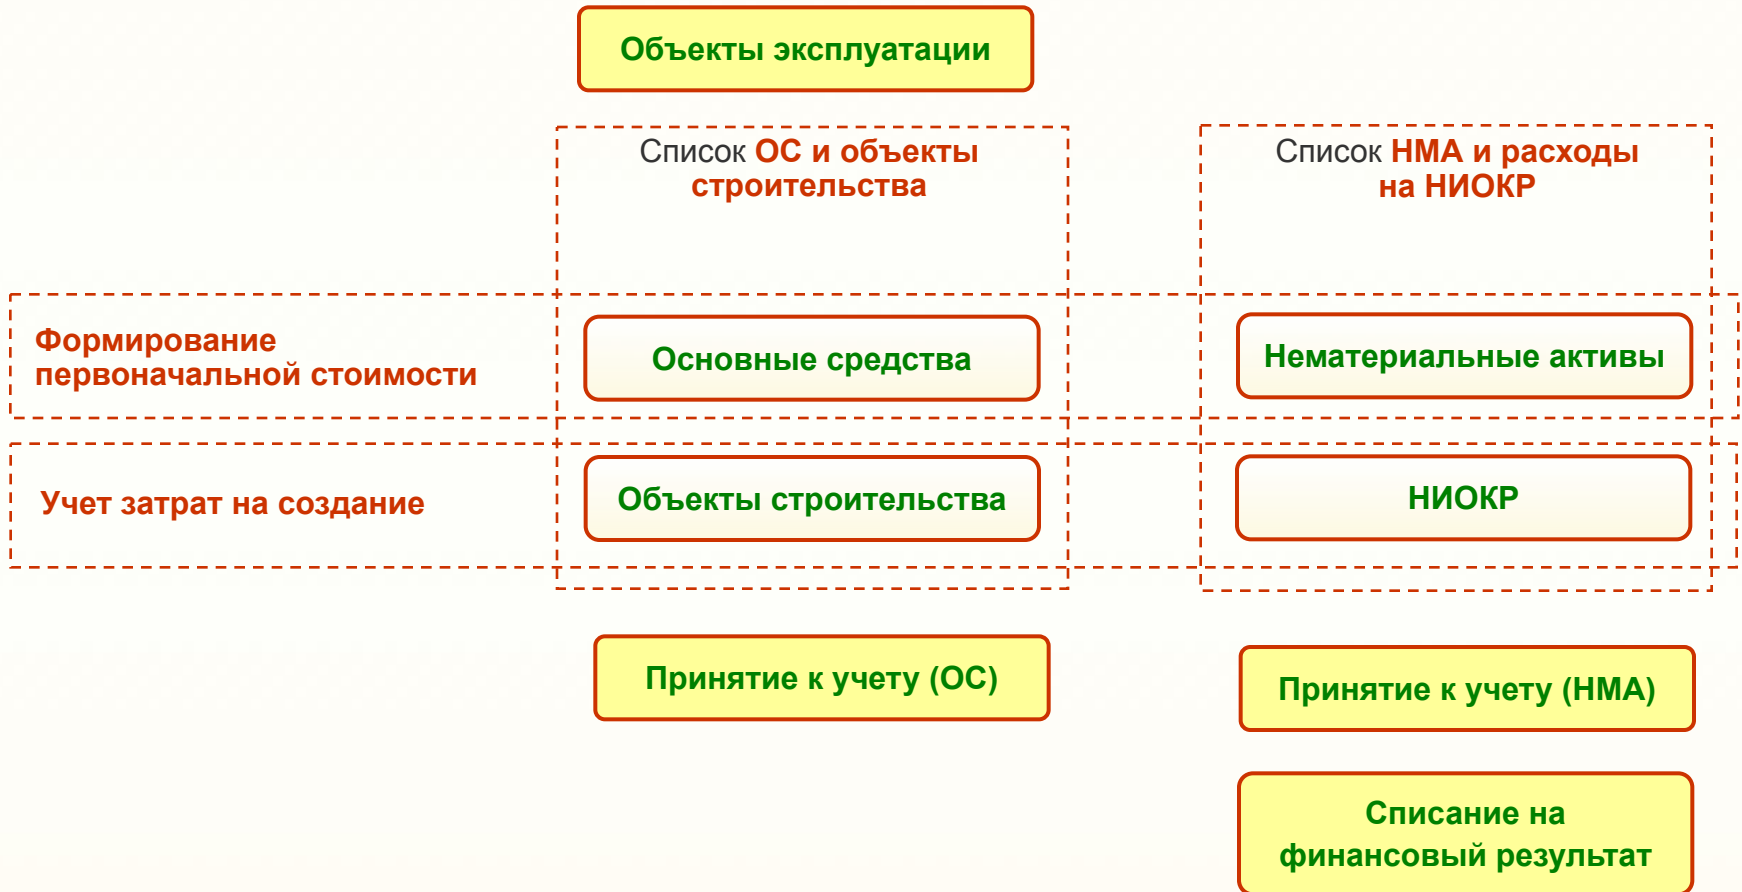 Объекты эксплуатации
Список ОС и объекты
строительства
Список НМА и расходы
на НИОКР
Формирование
первоначальной стоимости
Основные средства
Нематериальные активы
Учет затрат на создание
Объекты строительства
НИОКР
Принятие к учету (ОС)
Принятие к учету (НМА)
Списание на
финансовый результат